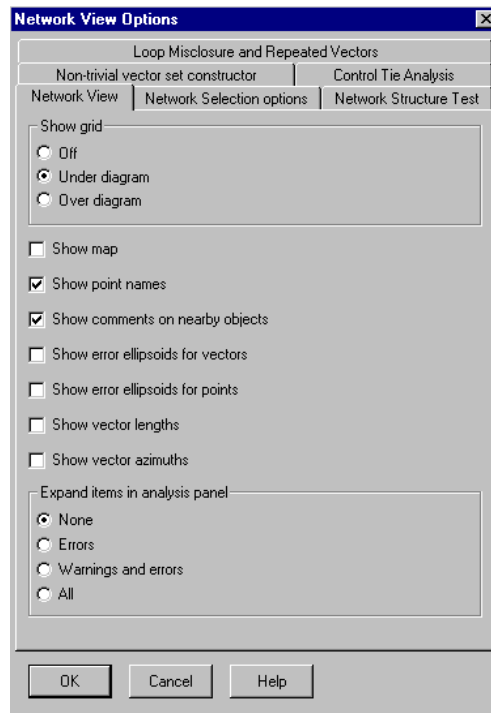 Network View Options
Loop Misclosure and Repeated Vectors
Non-trivial vector set constructor Control Tie Analysis
Network View Network Selection options Network Structure Test
Show grid
Off
Under diagram
Over diagram
Show map
Show point names
Show comments on nearby objects
Show error ellipsoids for vectors
Show error ellipsoids for points
Show vector lengths
Show vector azimuths
Expand items in analysis panel
None
Errors
Warnings and errors
All
OK Cancel Help